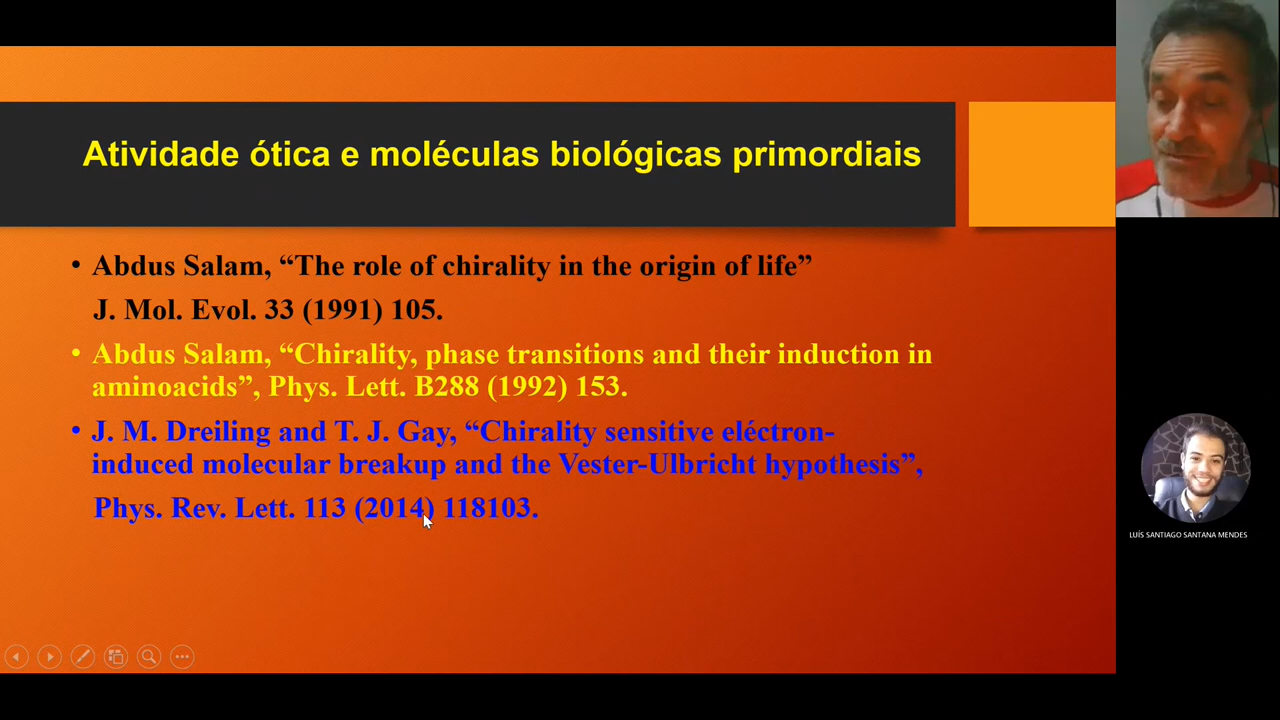 Atividade ótica e moléculas biológicas primordiais
• Abdus Salam, “The role of chirality in the origin of life”
J. Mol. Evol. 33 (1991) 105.
• Abdus Salam, “Chirality, phase transitions and their induction in
aminoacids”, Phys. Lett. B288 (1992) 153.
• J. M. Dreiling and T. J. Gay, “Chirality sensitive eléctron-
induced molecular breakup and the Vester-Ulbricht hypothesis”,
Phys. Rev. Lett. 113 (2014) 118103.
LUÍS SANTIAGO SANTANA MENDES